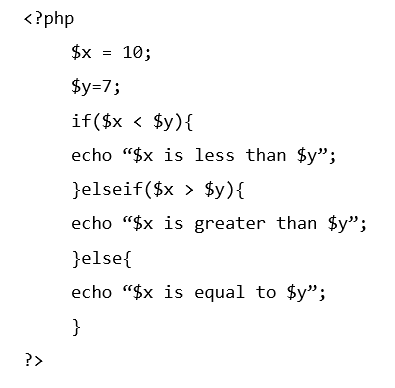 <?php
$x = 10;
$y=7;
if($x < $y){
echo “$x is less than $y”;
}elseif($x > $y){
echo “$x is greater than $y”;
}else{
echo “$x is equal to $y”;
}
?>